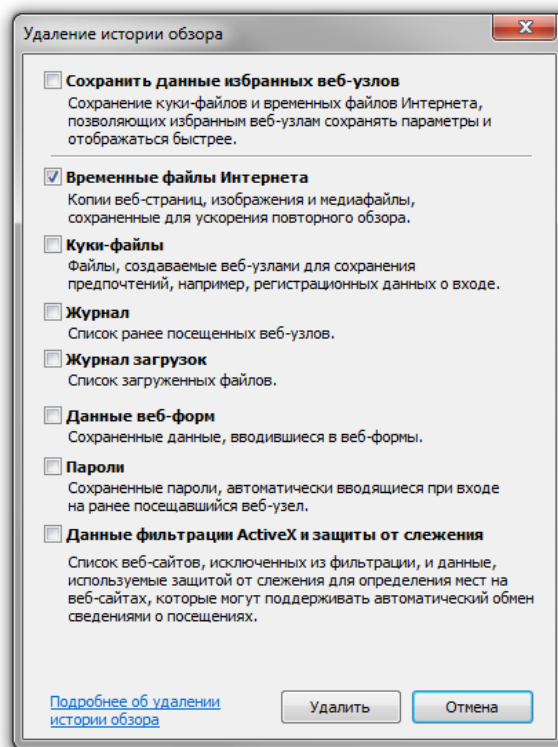 Удаление истории обзора
Сохранить данные избранных веб-узлов
Сохранение куки-файлов и временных файлов Интернета,
позволяющих избранным веб-узлам сохранять параметры и
отображаться быстрее.
Временные файлы Интернета
Копии веб-страниц, изображения и медиафайлы,
сохраненные для ускорения повторного обзора.
Куки-файлы
Файлы, создаваемые веб-узлами для сохранения
предпочтений, например, регистрационных данных о входе.
Журнал
Список ранее посещенных веб-узлов.
Журнал загрузок
Список загруженных файлов.
Данные веб-форм
Сохраненные данные, вводившиеся в веб-формы.
Пароли
Сохраненные пароли, автоматически вводящиеся при входе
на ранее посещавшийся веб-узел.
Данные фильтрации ActiveX и защиты от слежения
Список веб-сайтов, исключенных из фильтрации, и данные,
используемые защитой от слежения для определения мест на
веб-сайтах, которые могут поддерживать автоматический обмен
сведениями о посещениях.
Подробнее об удалении
истории обзора
Удалить
Отмена